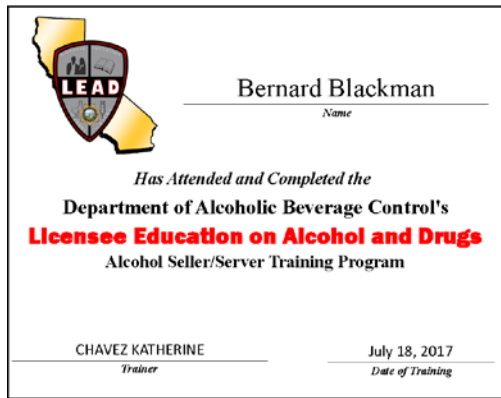 LEAD
Bernard Blackman
Name
Has Attended and Completed the
Department of Alcoholic Beverage Control's
Licensee Education on Alcohol and Drugs
Alcohol Seller/Server Training Program
CHAVEZ KATHERINE
July 18, 2017
Trainer
Date of Training